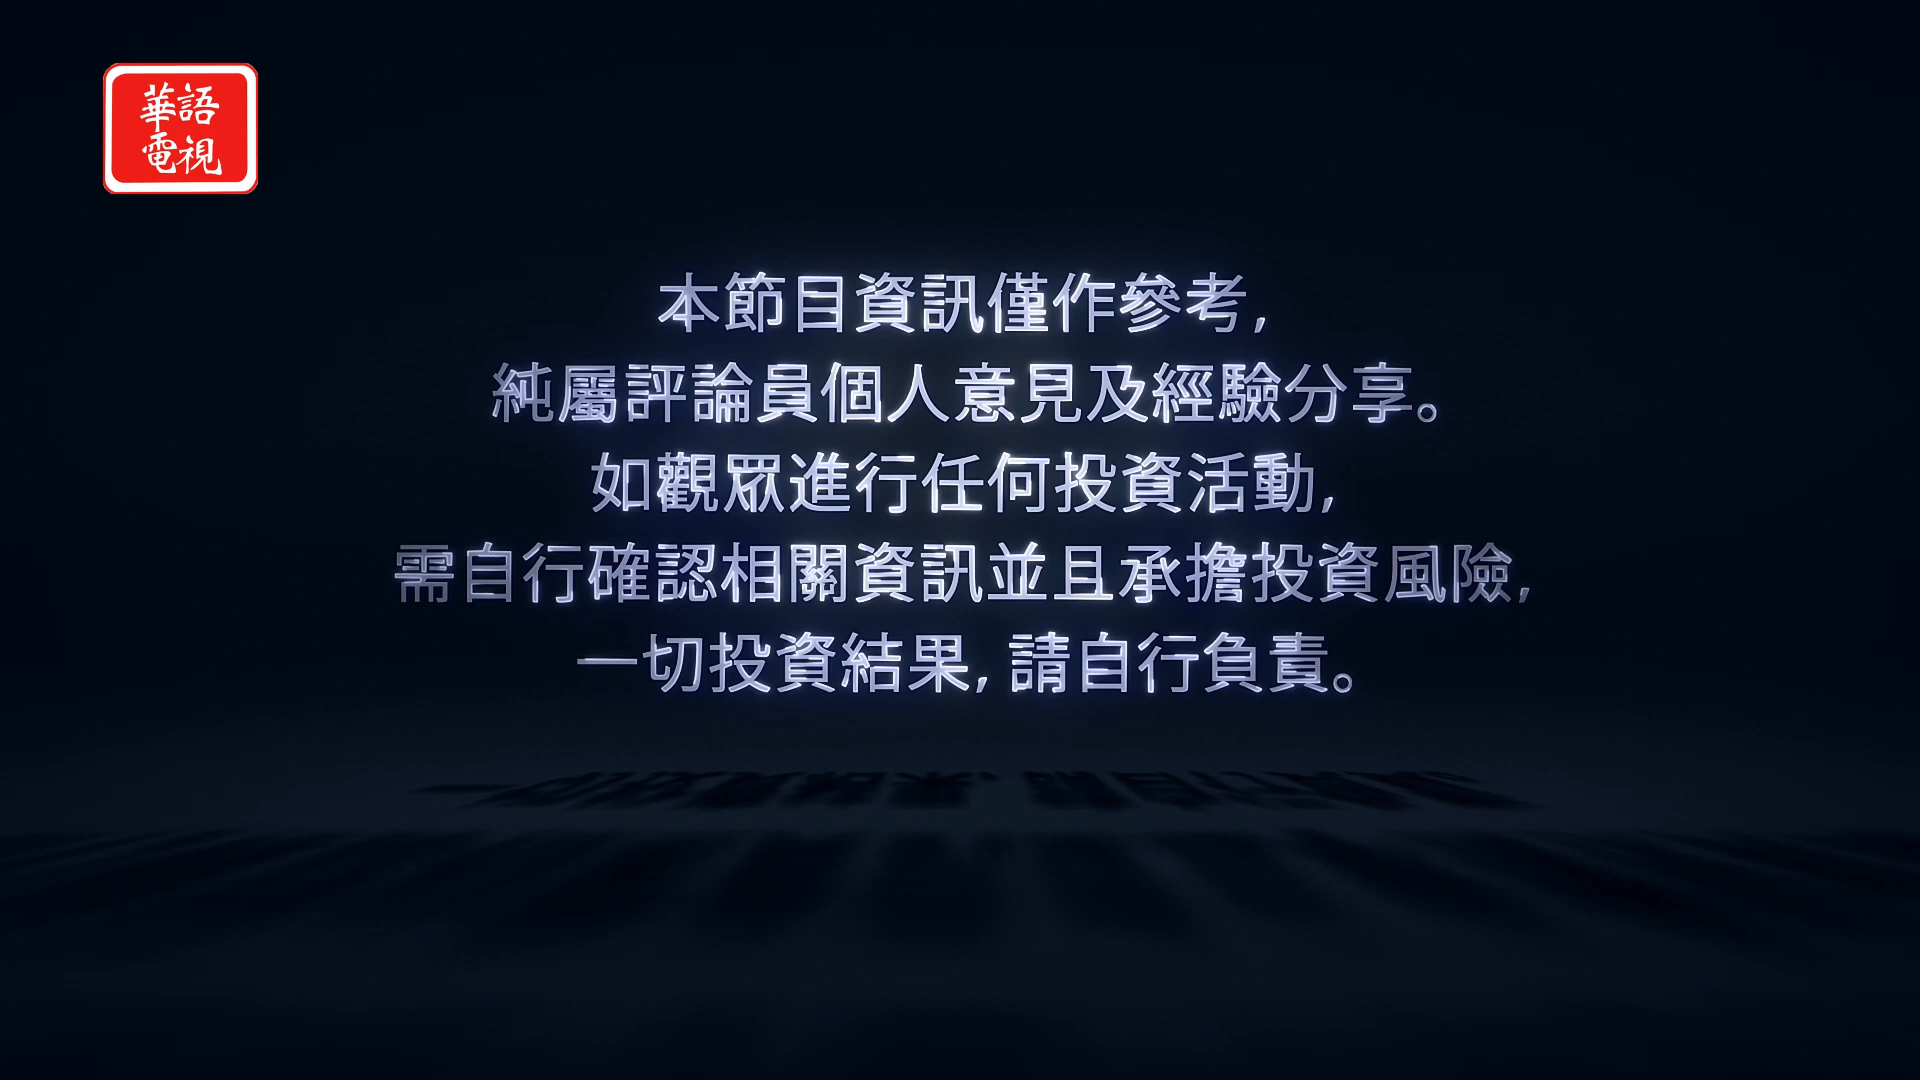 華語
電視
本節目資訊僅作參考,
純屬評論員個人意見及經驗分享。
如觀眾進行任何投資活動,
需自行確認相關資訊並且承擔投資風險,
一切投資結果, 請自行負責。